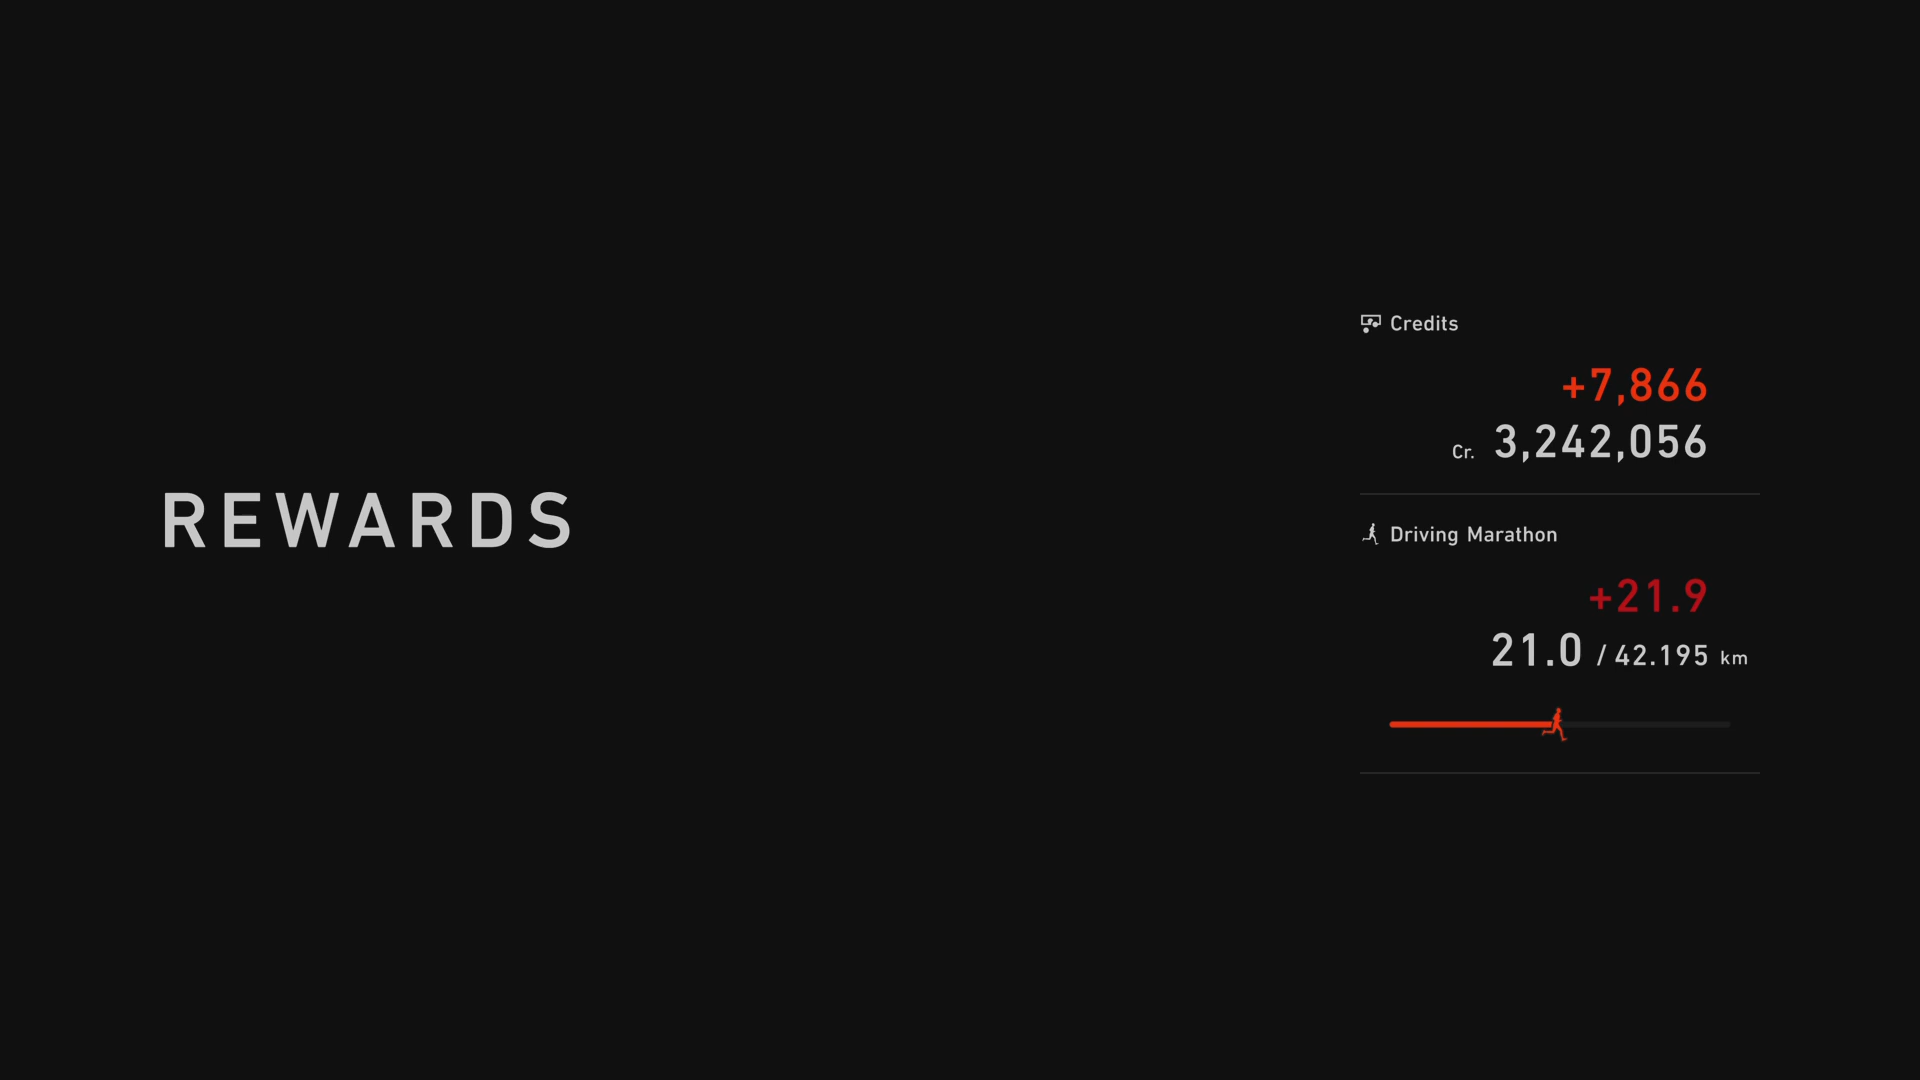 REWARDS
Credits
+7,866
Cr. 3,242,056
Driving Marathon
+21.9
21.0 / 42.195 km